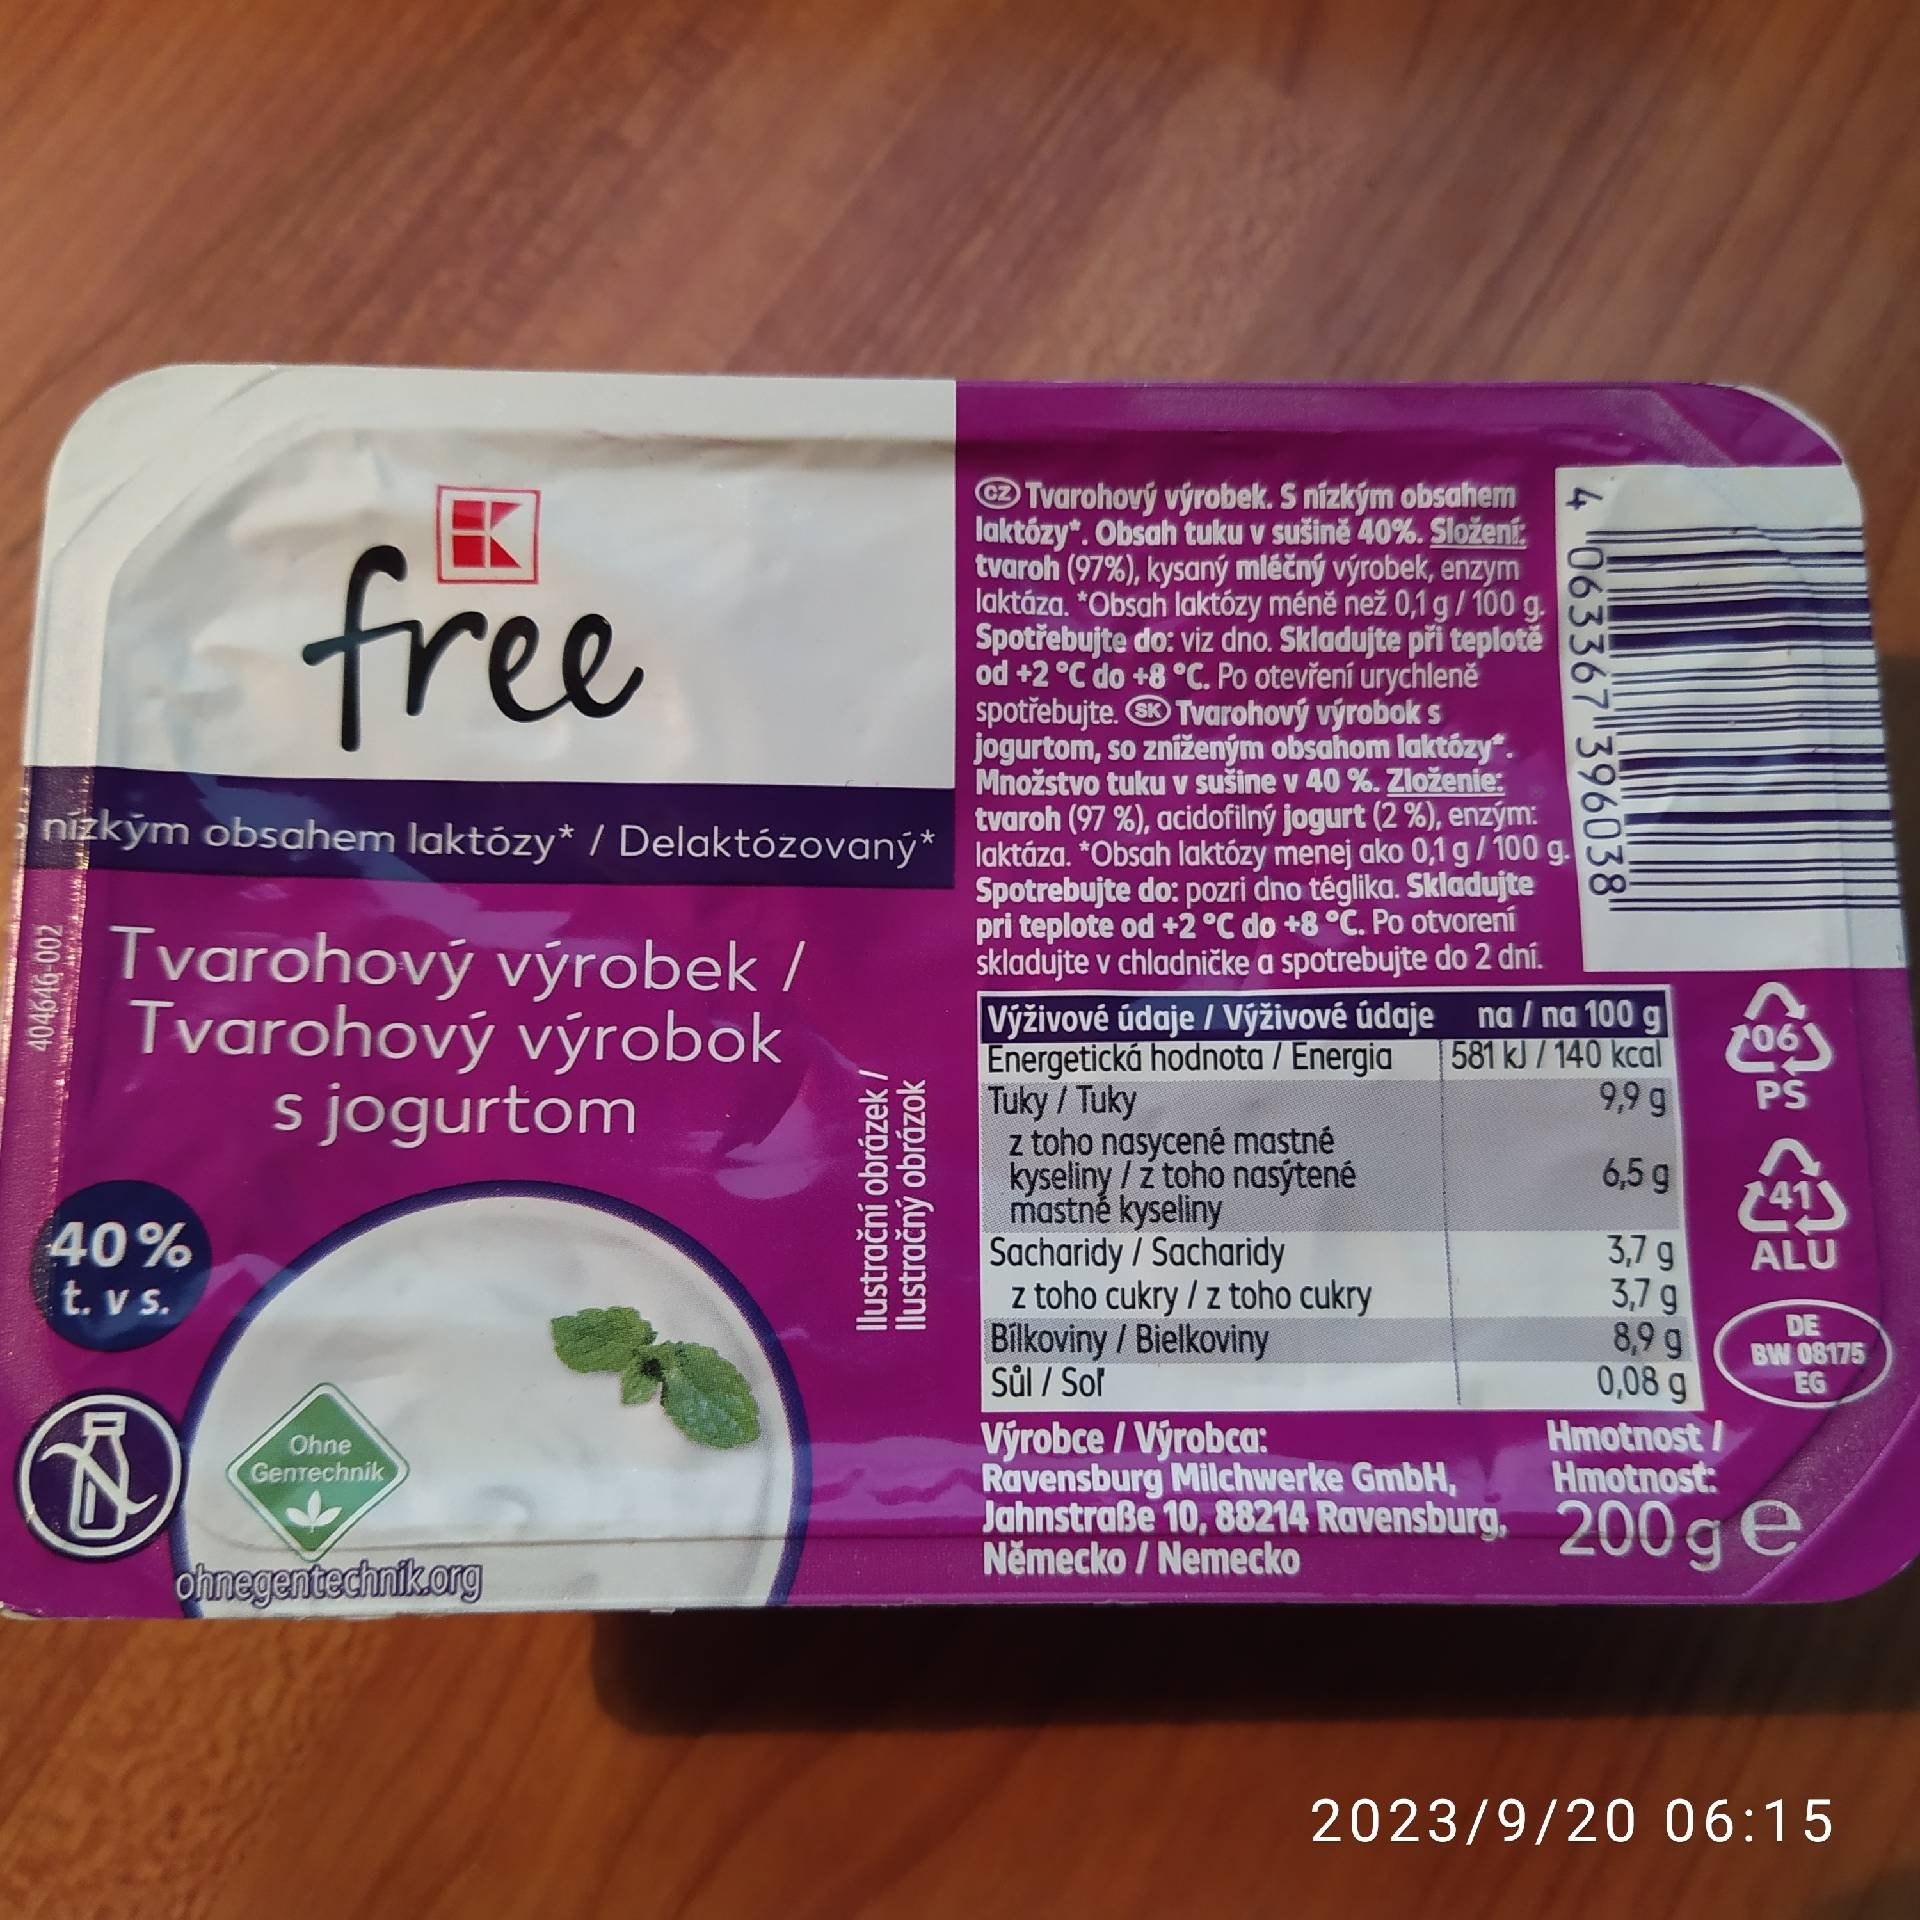 K
free
nízkým obsahem laktózy* / Delaktózovaný*
404646-002
Tvarohový výrobek /
Tvarohový výrobok
s jogurtom
40%
t. v s.
Ilustrační obrázek /
Ilustračný obrázok
Ohne
GenTechnik
ohnegentechnik.org
CZ Tvarohový výrobek. S nízkým obsahem
laktózy*. Obsah tuku v sušině 40%. Složení:
tvaroh (97%), kysaný mléčný výrobek, enzym
laktáza. *Obsah laktózy méně než 0,1 g / 100 g.
Spotřebujte do: viz dno. Skladujte při teplotě
od +2 °C do +8 °C. Po otevření urychleně
spotřebujte. SK Tvarohový výrobok s
jogurtom, so zníženým obsahom laktózy*.
Množstvo tuku v sušine v 40 %. Zloženie:
tvaroh (97 %), acidofilný jogurt (2 %), enzým:
laktáza. *Obsah laktózy menej ako 0,1 g / 100 g.
Spotrebujte do: pozri dno téglika. Skladujte
pri teplote od +2 °C do +8 °C. Po otvorení
skladujte v chladničke a spotrebujte do 2 dní.
4 063367 396038
Výživové údaje / Výživové údaje na / na 100 g
Energetická hodnota / Energia 581 kJ / 140 kcal
Tuky / Tuky 9,9 g
z toho nasycené mastné
kyseliny / z toho nasýtené 6,5 g
mastné kyseliny
Sacharidy / Sacharidy 3,7 g
z toho cukry / z toho cukry 3,7 g
Bílkoviny / Bielkoviny 8,9 g
Sůl / Soľ 0,08 g
06
PS
41
ALU
DE
BW 08175
EG
Výrobce / Výrobca:
Ravensburg Milchwerke GmbH,
Jahnstraße 10, 88214 Ravensburg,
Německo / Nemecko
Hmotnost /
Hmotnosť:
200 g e
2023/9/20 06:15